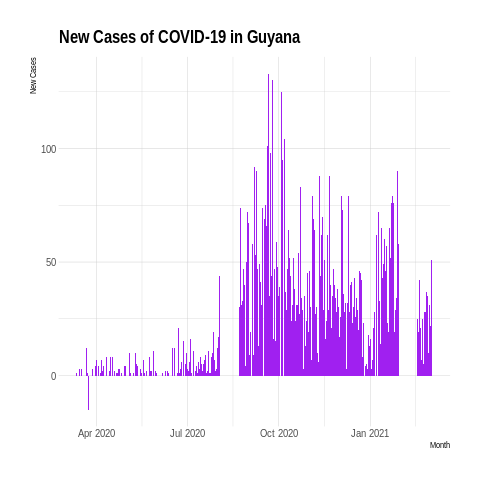 New Cases of COVID-19 in Guyana
New Cases
100
50
0
Apr 2020
Jul 2020
Oct 2020
Jan 2021
Month